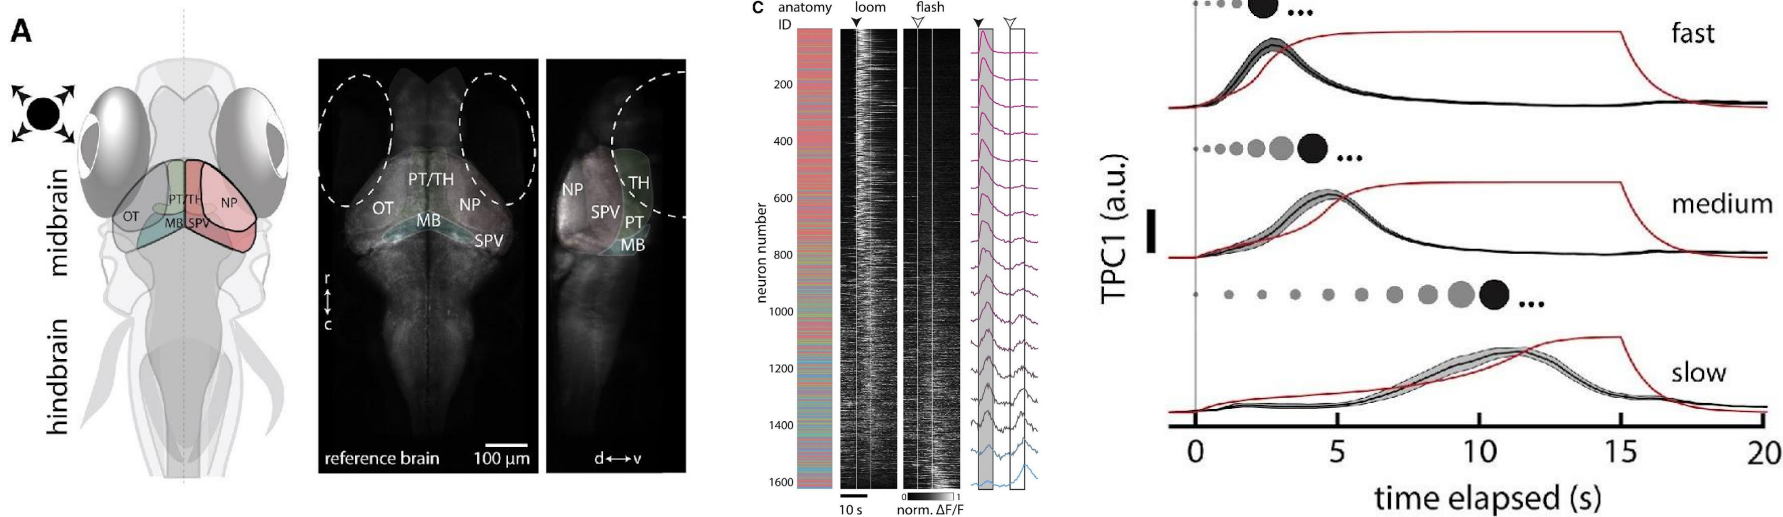 A
midbrain
hindbrain
OT
PT/TH
NP
MB
SPV
r
c
PT/TH
OT
NP
MB
SPV
reference brain
100 µm
NP
TH
SPV
PT
MB
d v
C
anatomy
loom
flash
ID
neuron number
200
400
600
800
1000
1200
1400
1600
10 s
0
1
norm. ΔF/F
TPC1 (a.u.)
...
fast
...
medium
...
slow
0
5
10
15
20
time elapsed (s)